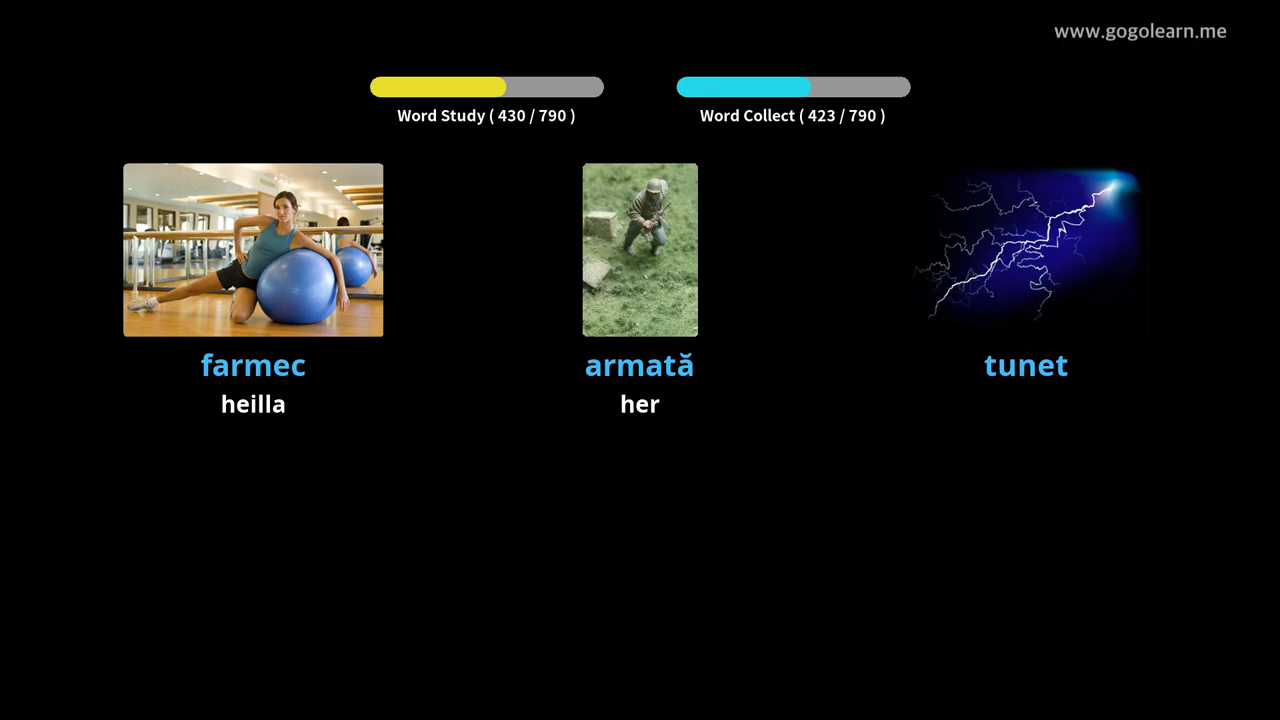 www.gogolearn.me
Word Study ( 430 / 790 )
Word Collect ( 423 / 790 )
farmec
heilla
armată
her
tunet